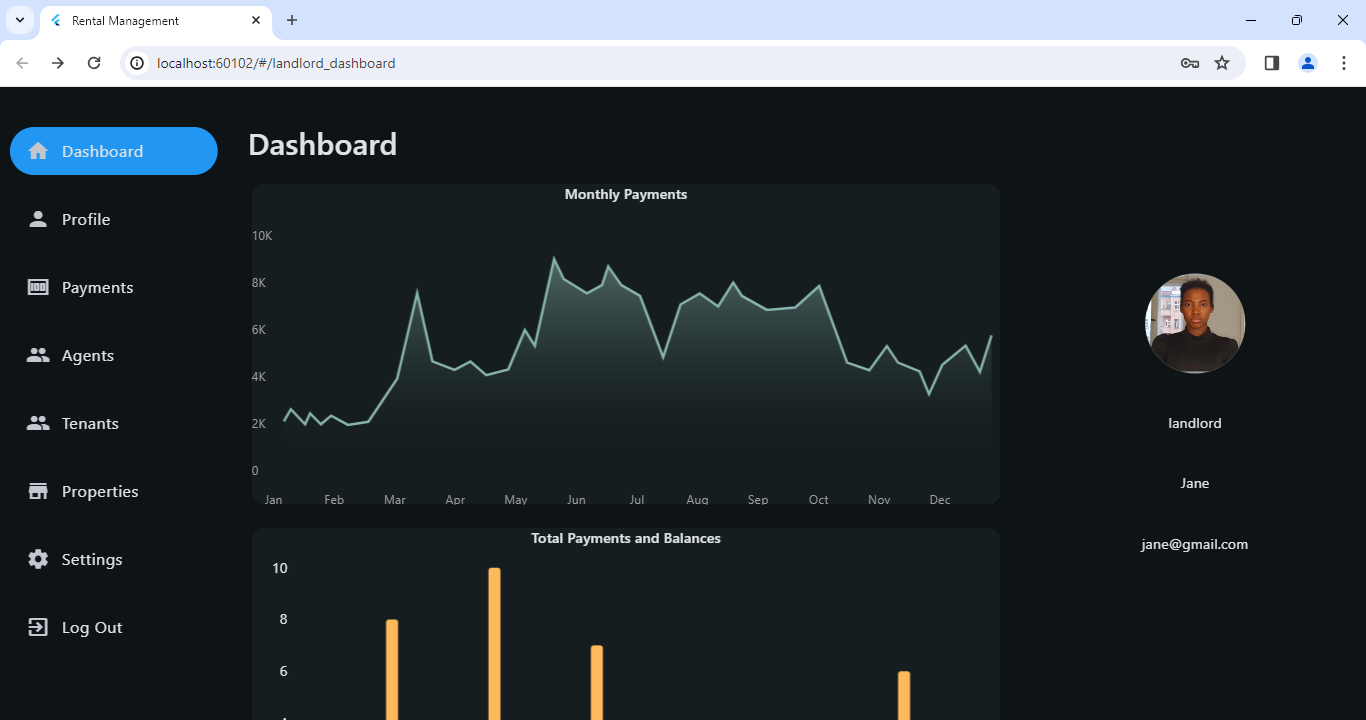 Rental Management
localhost:60102/#/landlord_dashboard
Dashboard
Profile
Payments
Agents
Tenants
Properties
Settings
Log Out
Dashboard
Monthly Payments
10K
8K
6K
4K
2K
0
Jan Feb Mar Apr May Jun Jul Aug Sep Oct Nov Dec
Total Payments and Balances
10
8
6
landlord
Jane
jane@gmail.com